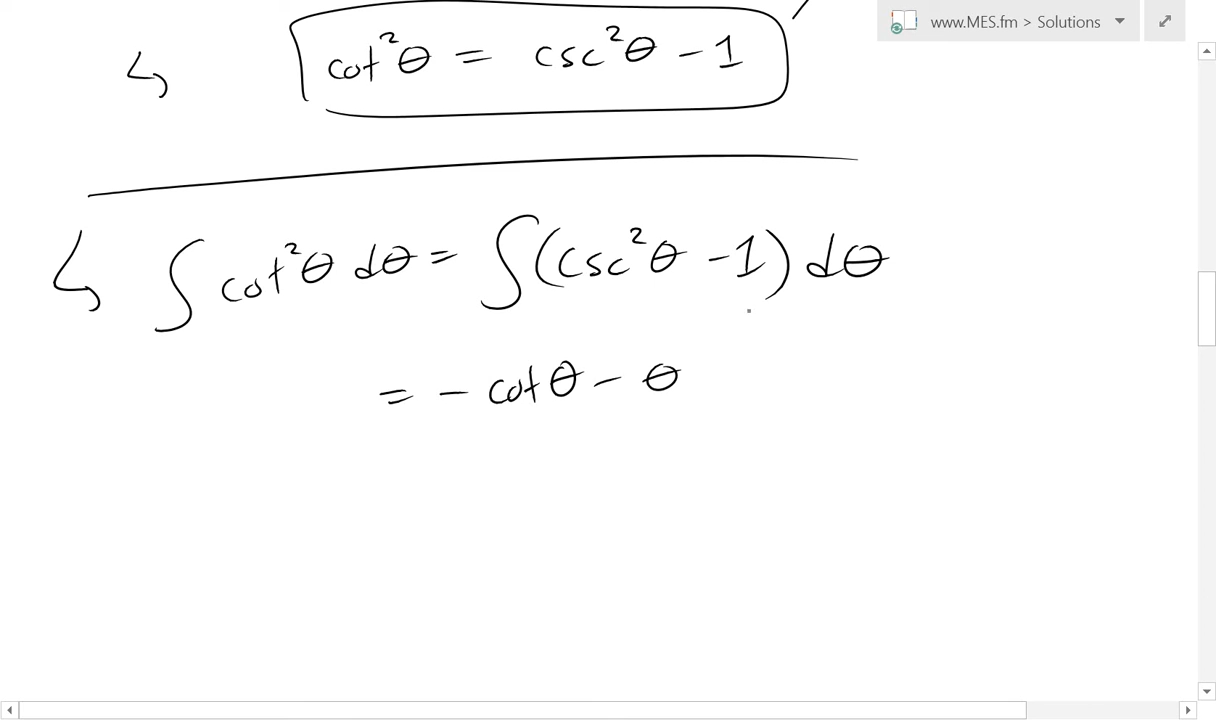 www.MES.fm > Solutions
↳ cot²θ = csc²θ - 1
↳ ∫ cot²θ dθ = ∫ (csc²θ - 1) dθ
= - cotθ - θ